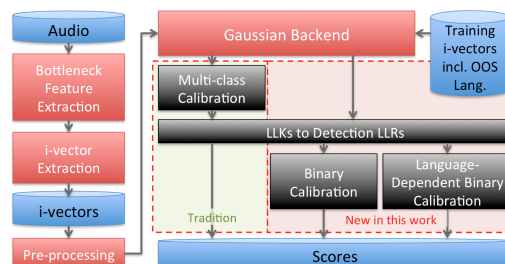 Audio
Bottleneck
Feature
Extraction
i-vector
Extraction
i-vectors
Pre-processing
Gaussian Backend
Training
i-vectors
incl. OOS
Lang.
Multi-class
Calibration
LLKs to Detection LLRs
Binary
Calibration
Language-
Dependent Binary
Calibration
Tradition
New in this work
Scores